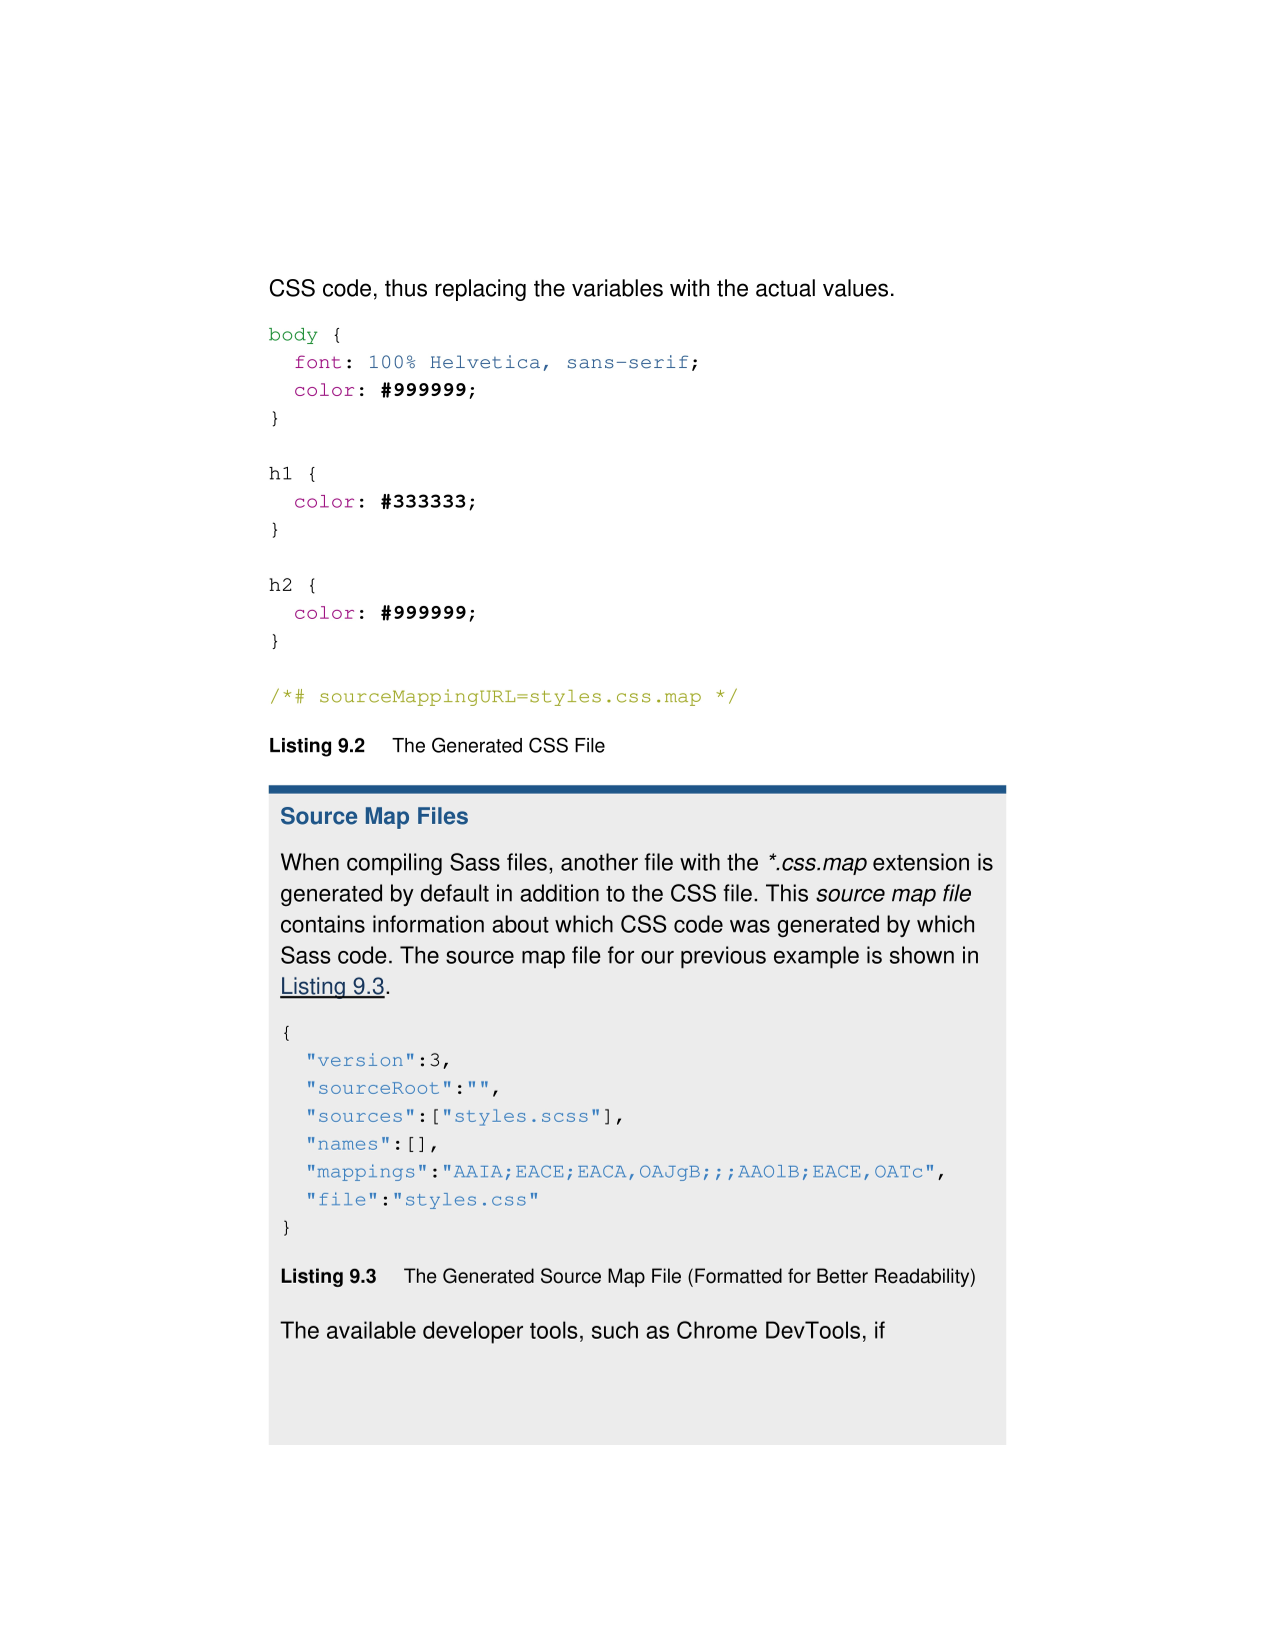 CSS code, thus replacing the variables with the actual values.
body {
  font: 100% Helvetica, sans-serif;
  color: #999999;
}
h1 {
  color: #333333;
}
h2 {
  color: #999999;
}
/*# sourceMappingURL=styles.css.map */
Listing 9.2 The Generated CSS File
Source Map Files
When compiling Sass files, another file with the *.css.map extension is
generated by default in addition to the CSS file. This source map file
contains information about which CSS code was generated by which
Sass code. The source map file for our previous example is shown in
Listing 9.3.
{
  "version":3,
  "sourceRoot":"",
  "sources":["styles.scss"],
  "names":[],
  "mappings":"AAIA;EACE;EACA,OAJgB;;;AAOlB;EACE,OATc",
  "file":"styles.css"
}
Listing 9.3 The Generated Source Map File (Formatted for Better Readability)
The available developer tools, such as Chrome DevTools, if